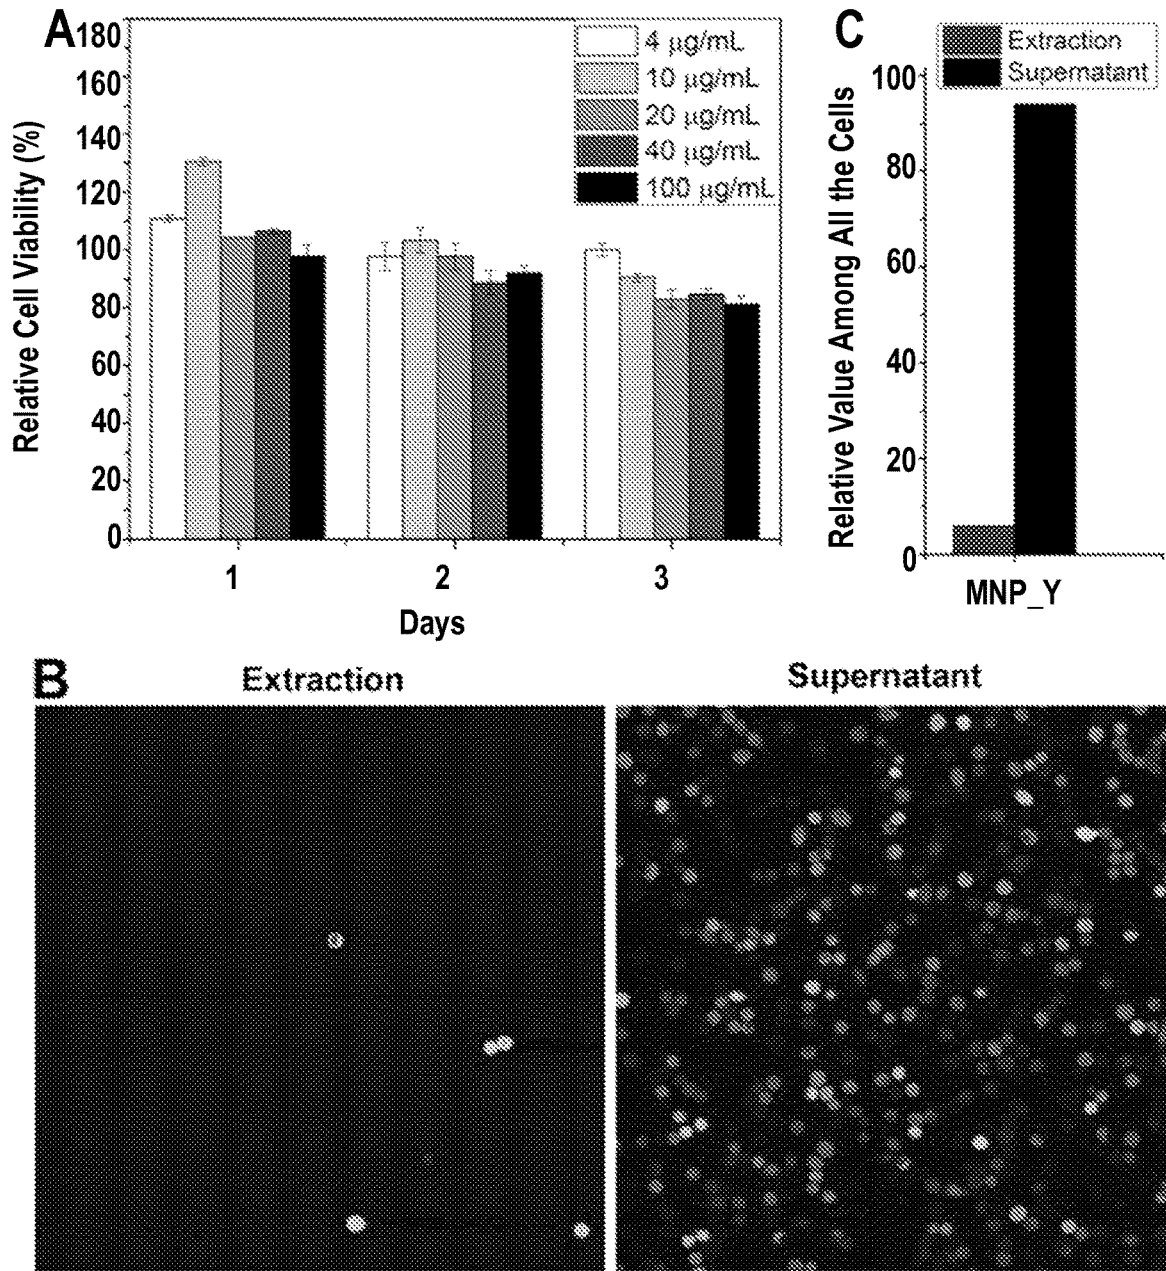 A
Relative Cell Viability (%)
180
160
140
120
100
80
60
40
20
0
4 µg/mL
10 µg/mL
20 µg/mL
40 µg/mL
100 µg/mL
1
2
3
Days
C
Extraction
Supernatant
Relative Value Among All the Cells
100
80
60
40
20
0
MNP_Y
B
Extraction
Supernatant